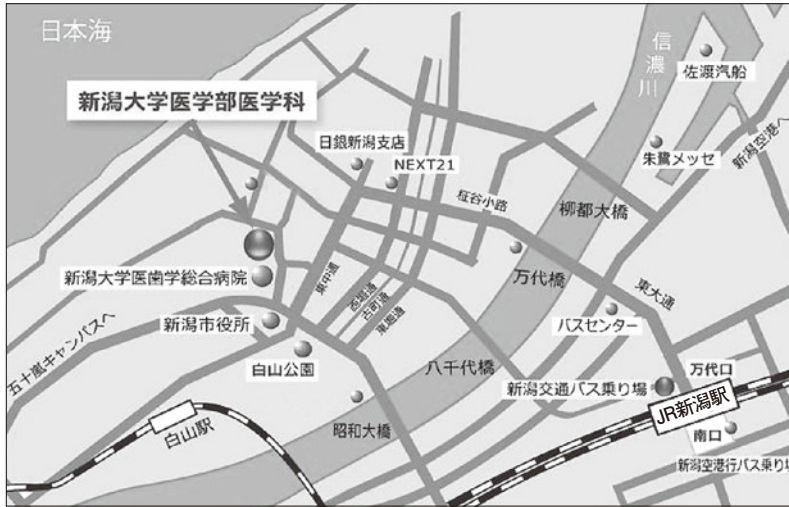 日本海
信濃川
佐渡汽船
新潟大学医学部医学科
日銀新潟支店
NEXT21
朱鷺メッセ
新潟空港へ
柾谷小路
柳都大橋
新潟大学医歯学総合病院
東中通
西堀通
古町通
東堀通
万代橋
東大通
バスセンター
新潟市役所
五十嵐キャンパスへ
白山公園
八千代橋
新潟交通バス乗り場
万代口
JR新潟駅
南口
白山駅
昭和大橋
新潟空港行バス乗り場